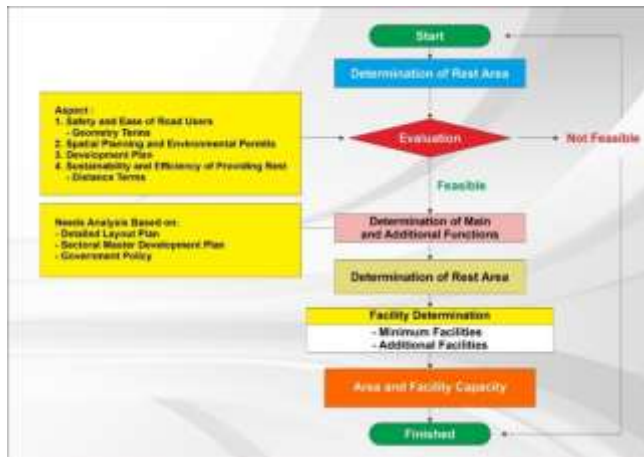 Start
Determination of Rest Area
Aspect :
1. Safety and Ease of Road Users
- Geometry Terms
2. Spatial Planning and Environmental Permits
3. Development Plan
4. Sustainability and Efficiency of Providing Rest
- Distance Terms
Evaluation
Not Feasible
Feasible
Needs Analysis Based on:
- Detailed Layout Plan
- Sectoral Master Development Plan
- Government Policy
Determination of Main
and Additional Functions
Determination of Rest Area
Facility Determination
- Minimum Facilities
- Additional Facilities
Area and Facility Capacity
Finished